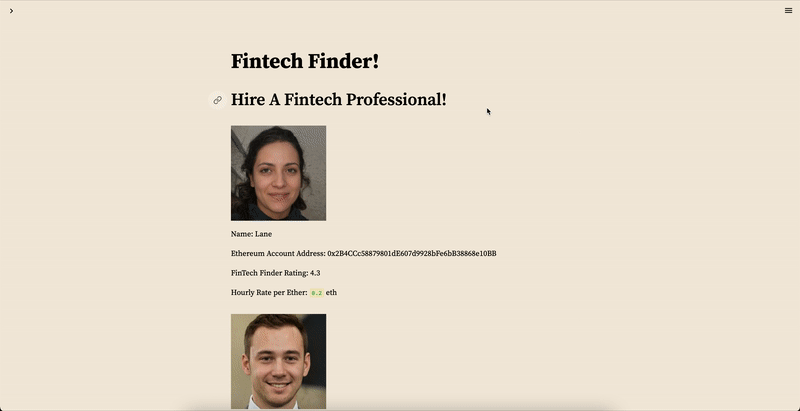 Fintech Finder!
Hire A Fintech Professional!
Name: Lane
Ethereum Account Address: 0x2B4CCc58879801dE607d9928bFe6bB38868e10BB
FinTech Finder Rating: 4.3
Hourly Rate per Ether: 0.2 eth